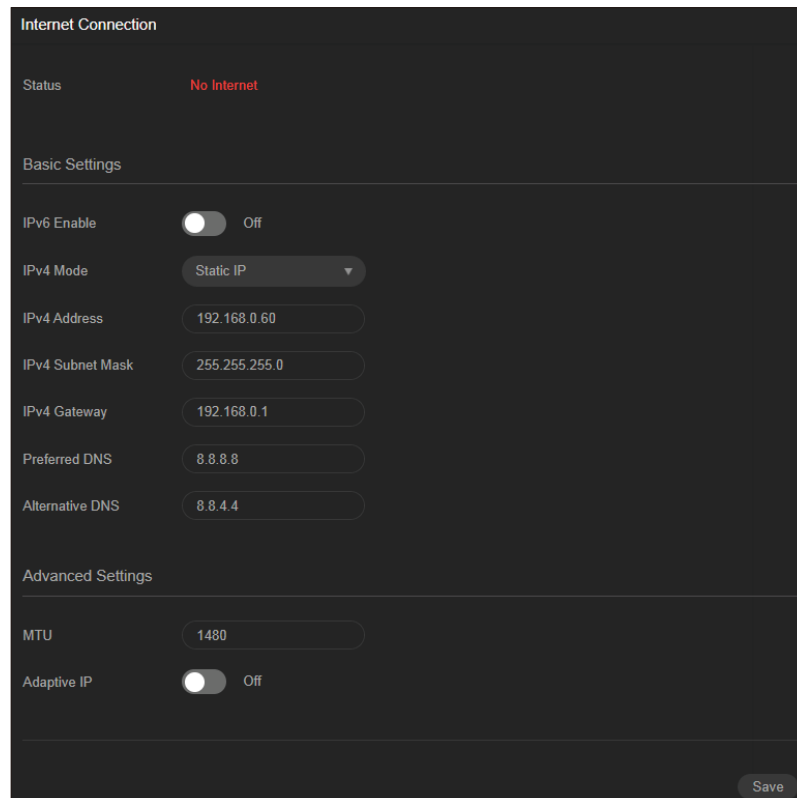 Internet Connection
Status No Internet
Basic Settings
IPv6 Enable Off
IPv4 Mode Static IP
IPv4 Address 192.168.0.60
IPv4 Subnet Mask 255.255.255.0
IPv4 Gateway 192.168.0.1
Preferred DNS 8.8.8.8
Alternative DNS 8.8.4.4
Advanced Settings
MTU 1480
Adaptive IP Off
Save